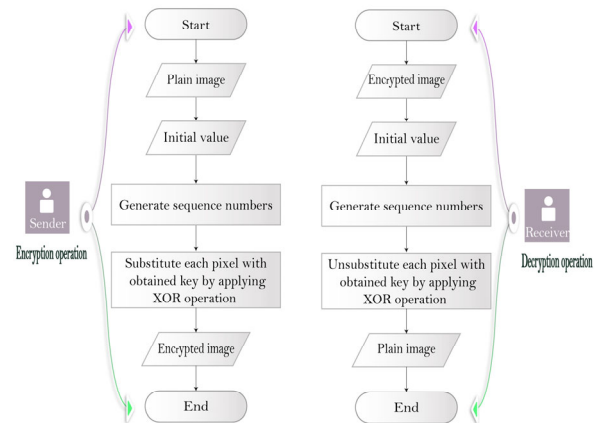 Start
Plain image
Initial value
Generate sequence numbers
Substitute each pixel with
obtained key by applying
XOR operation
Encrypted image
End
Sender
Encryption operation
Start
Encrypted image
Initial value
Generate sequence numbers
Unsubstitute each pixel with
obtained key by applying
XOR operation
Plain image
End
Receiver
Decryption operation